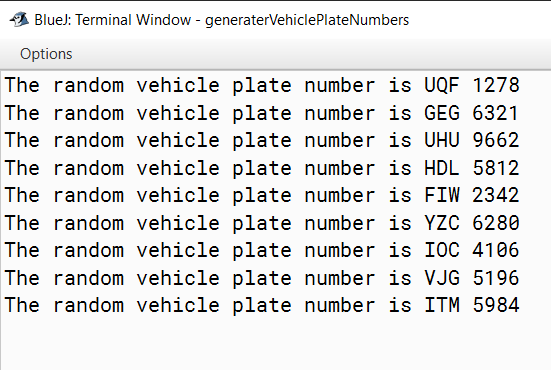 BlueJ: Terminal Window - generaterVehiclePlateNumbers
Options
The random vehicle plate number is UQF 1278
The random vehicle plate number is GEG 6321
The random vehicle plate number is UHU 9662
The random vehicle plate number is HDL 5812
The random vehicle plate number is FIW 2342
The random vehicle plate number is YZC 6280
The random vehicle plate number is IOC 4106
The random vehicle plate number is VJG 5196
The random vehicle plate number is ITM 5984